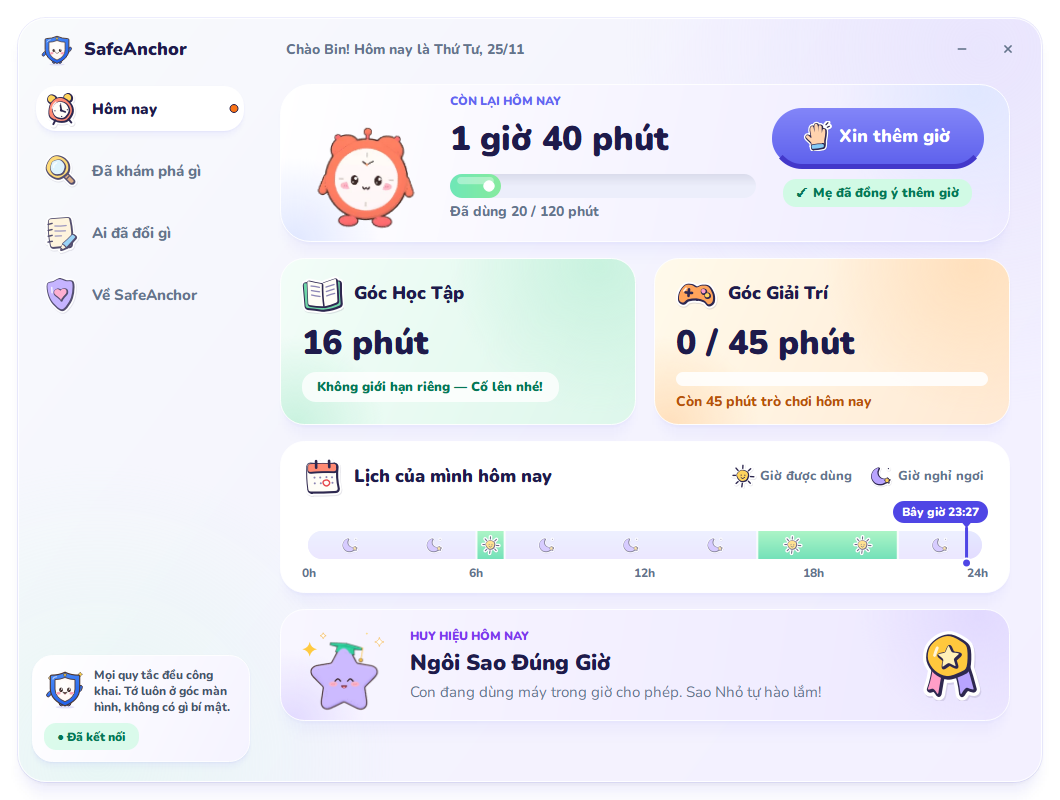 SafeAnchor
Chào Bin! Hôm nay là Thứ Tư, 25/11
Hôm nay
Đã khám phá gì
Ai đã đổi gì
Về SafeAnchor
CÒN LẠI HÔM NAY
1 giờ 40 phút
Đã dùng 20 / 120 phút
Xin thêm giờ
✓ Mẹ đã đồng ý thêm giờ
Góc Học Tập
16 phút
Không giới hạn riêng — Cố lên nhé!
Góc Giải Trí
0 / 45 phút
Còn 45 phút trò chơi hôm nay
Lịch của mình hôm nay
Giờ được dùng
Giờ nghỉ ngơi
Bây giờ 23:27
0h 6h 12h 18h 24h
HUY HIỆU HÔM NAY
Ngôi Sao Đúng Giờ
Con đang dùng máy trong giờ cho phép. Sao Nhỏ tự hào lắm!
Mọi quy tắc đều công
khai. Tớ luôn ở góc màn
hình, không có gì bí mật.
● Đã kết nối